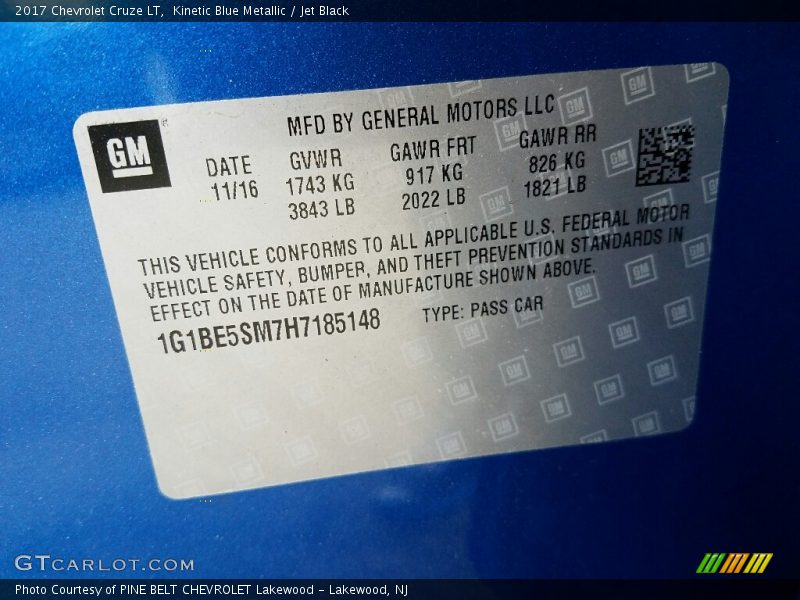 2017 Chevrolet Cruze LT, Kinetic Blue Metallic / Jet Black
GM
MFD BY GENERAL MOTORS LLC
DATE GVWR GAWR FRT GAWR RR
11/16 1743 KG 917 KG 826 KG
3843 LB 2022 LB 1821 LB
THIS VEHICLE CONFORMS TO ALL APPLICABLE U.S. FEDERAL MOTOR
VEHICLE SAFETY, BUMPER, AND THEFT PREVENTION STANDARDS IN
EFFECT ON THE DATE OF MANUFACTURE SHOWN ABOVE.
1G1BE5SM7H7185148 TYPE: PASS CAR
GTCARLOT.COM
Photo Courtesy of PINE BELT CHEVROLET Lakewood - Lakewood, NJ